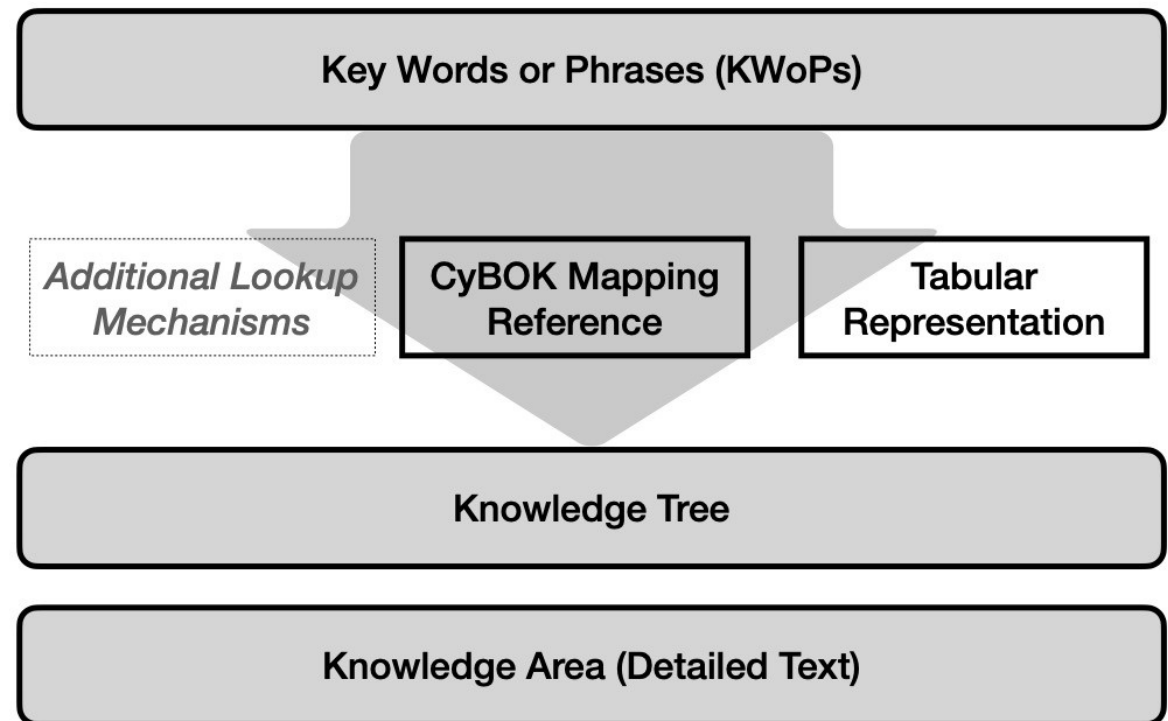 Key Words or Phrases (KWoPs)
Additional Lookup
Mechanisms
CyBOK Mapping
Reference
Tabular
Representation
Knowledge Tree
Knowledge Area (Detailed Text)